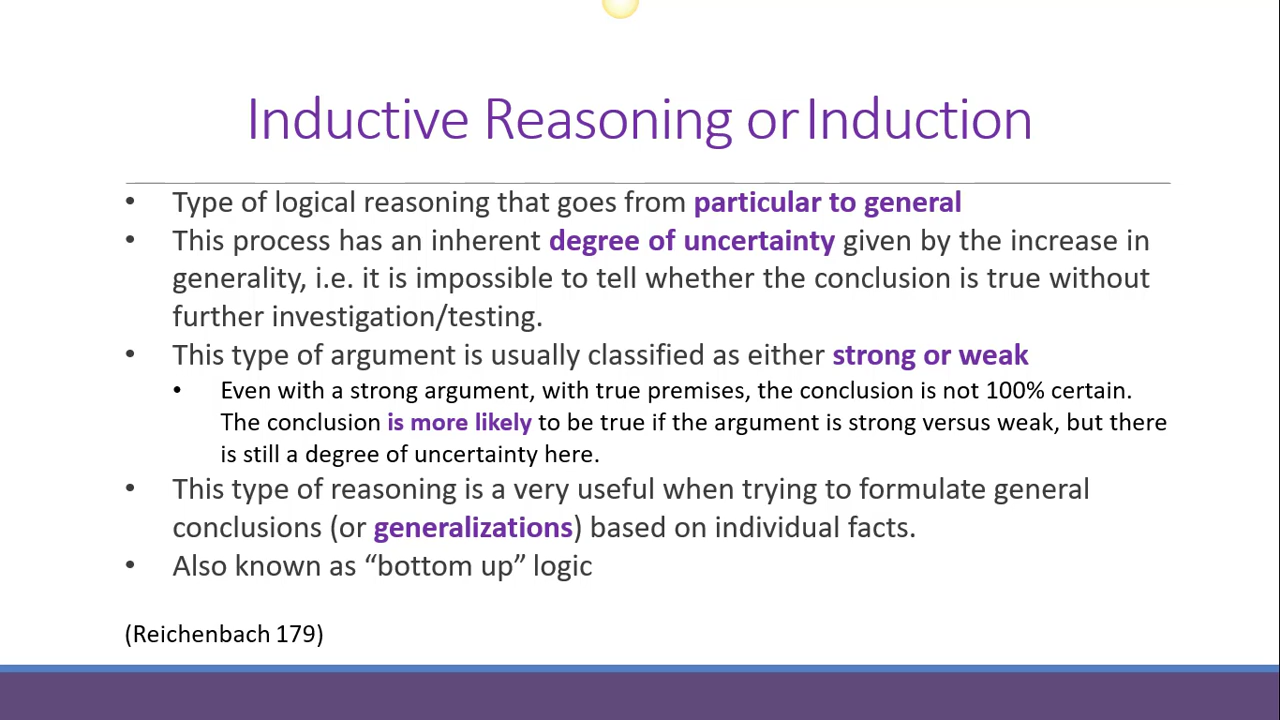 Inductive Reasoning or Induction
• Type of logical reasoning that goes from particular to general
• This process has an inherent degree of uncertainty given by the increase in
generality, i.e. it is impossible to tell whether the conclusion is true without
further investigation/testing.
• This type of argument is usually classified as either strong or weak
• Even with a strong argument, with true premises, the conclusion is not 100% certain.
The conclusion is more likely to be true if the argument is strong versus weak, but there
is still a degree of uncertainty here.
• This type of reasoning is a very useful when trying to formulate general
conclusions (or generalizations) based on individual facts.
• Also known as “bottom up” logic
(Reichenbach 179)